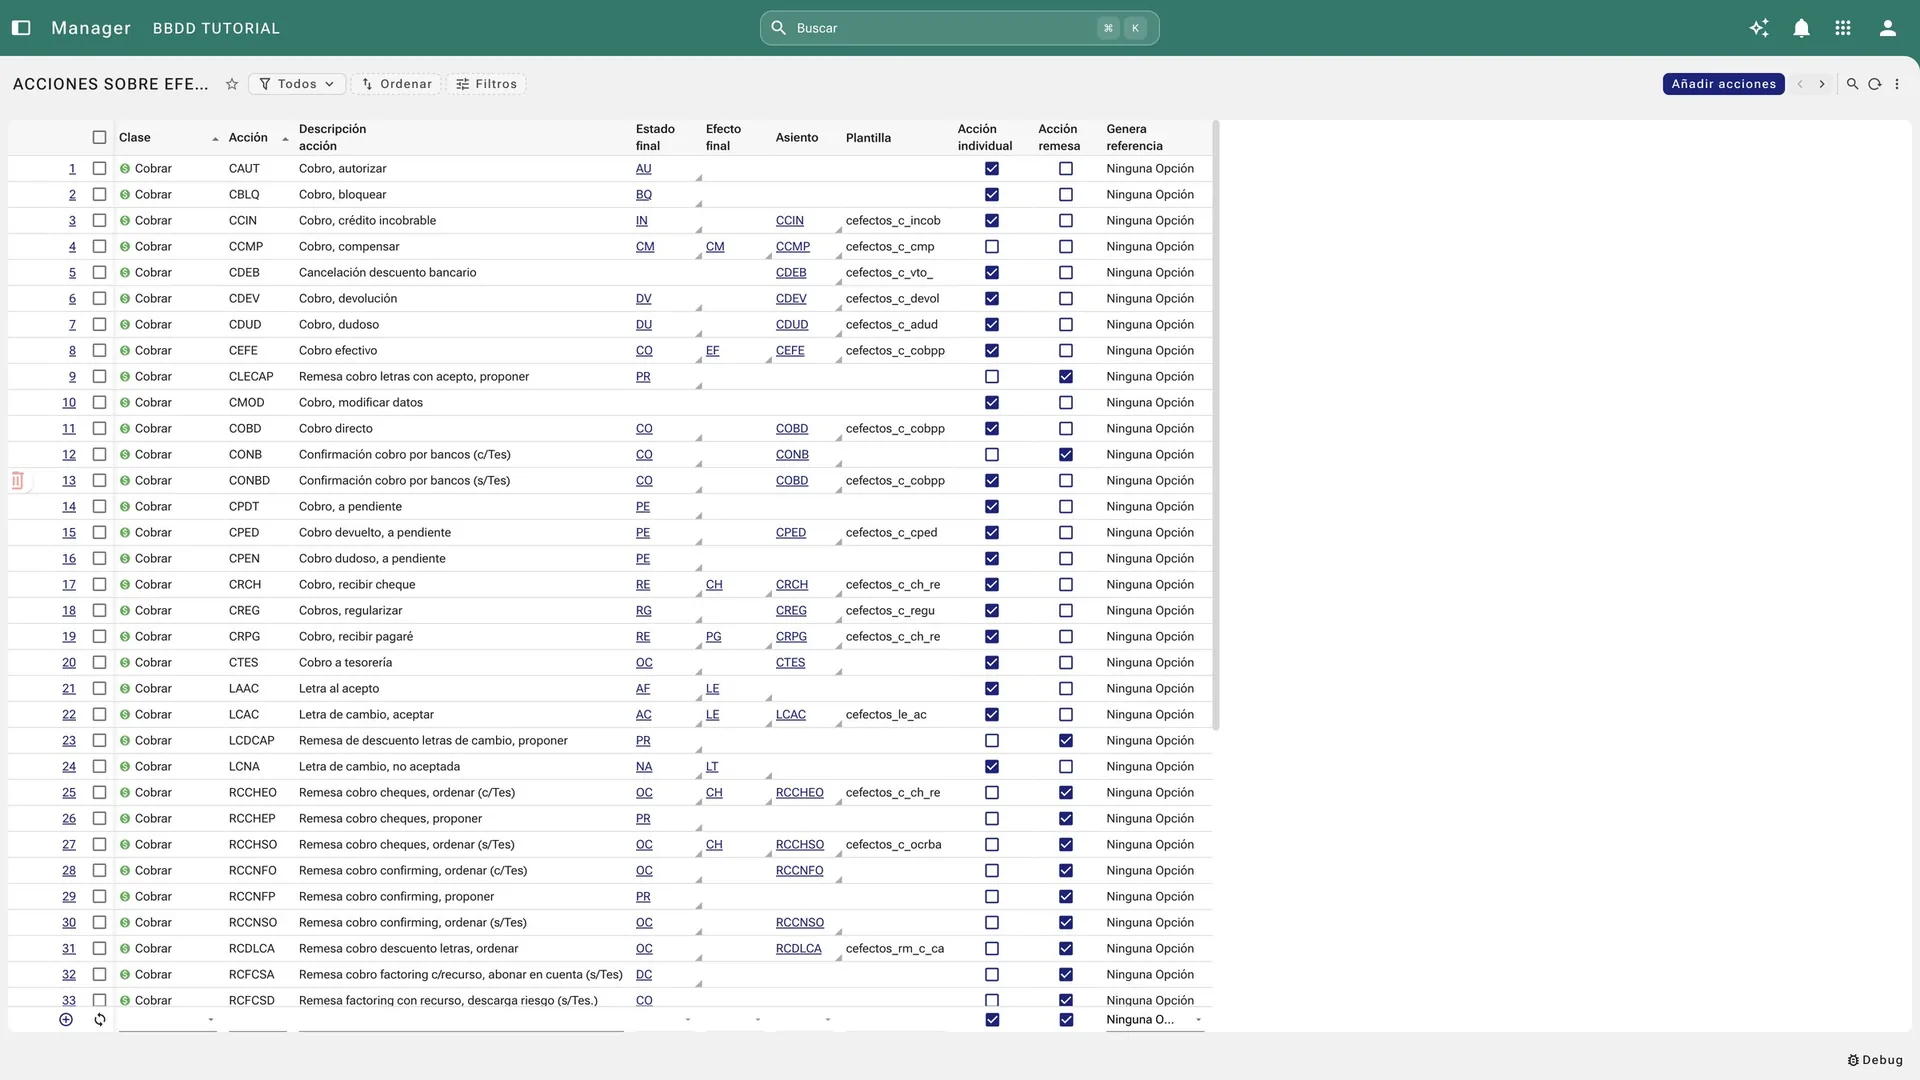 Manager BBDD TUTORIAL Buscar ⌘ K
ACCIONES SOBRE EFE... Todos Ordenar Filtros Añadir acciones
Clase Acción Descripción acción Estado final Efecto final Asiento Plantilla Acción individual Acción remesa Genera referencia
1 Cobrar CAUT Cobro, autorizar AU Ninguna Opción
2 Cobrar CBLQ Cobro, bloquear BQ Ninguna Opción
3 Cobrar CCIN Cobro, crédito incobrable IN CCIN cefectos_c_incob Ninguna Opción
4 Cobrar CCMP Cobro, compensar CM CM CCMP cefectos_c_cmp Ninguna Opción
5 Cobrar CDEB Cancelación descuento bancario CDEB cefectos_c_vto_ Ninguna Opción
6 Cobrar CDEV Cobro, devolución DV CDEV cefectos_c_devol Ninguna Opción
7 Cobrar CDUD Cobro, dudoso DU CDUD cefectos_c_adud Ninguna Opción
8 Cobrar CEFE Cobro efectivo CO EF CEFE cefectos_c_cobpp Ninguna Opción
9 Cobrar CLECAP Remesa cobro letras con acepto, proponer PR Ninguna Opción
10 Cobrar CMOD Cobro, modificar datos Ninguna Opción
11 Cobrar COBD Cobro directo CO COBD cefectos_c_cobpp Ninguna Opción
12 Cobrar CONB Confirmación cobro por bancos (c/Tes) CO CONB Ninguna Opción
13 Cobrar CONBD Confirmación cobro por bancos (s/Tes) CO COBD cefectos_c_cobpp Ninguna Opción
14 Cobrar CPDT Cobro, a pendiente PE Ninguna Opción
15 Cobrar CPED Cobro devuelto, a pendiente PE CPED cefectos_c_cped Ninguna Opción
16 Cobrar CPEN Cobro dudoso, a pendiente PE Ninguna Opción
17 Cobrar CRCH Cobro, recibir cheque RE CH CRCH cefectos_c_ch_re Ninguna Opción
18 Cobrar CREG Cobros, regularizar RG CREG cefectos_c_regu Ninguna Opción
19 Cobrar CRPG Cobro, recibir pagaré RE PG CRPG cefectos_c_ch_re Ninguna Opción
20 Cobrar CTES Cobro a tesorería OC CTES Ninguna Opción
21 Cobrar LAAC Letra al acepto AF LE Ninguna Opción
22 Cobrar LCAC Letra de cambio, aceptar AC LE LCAC cefectos_le_ac Ninguna Opción
23 Cobrar LCDCAP Remesa de descuento letras de cambio, proponer PR Ninguna Opción
24 Cobrar LCNA Letra de cambio, no aceptada NA LT Ninguna Opción
25 Cobrar RCCHEO Remesa cobro cheques, ordenar (c/Tes) OC CH RCCHEO cefectos_c_ch_re Ninguna Opción
26 Cobrar RCCHEP Remesa cobro cheques, proponer PR Ninguna Opción
27 Cobrar RCCHSO Remesa cobro cheques, ordenar (s/Tes) OC CH RCCHSO cefectos_c_ocrba Ninguna Opción
28 Cobrar RCCNFO Remesa cobro confirming, ordenar (c/Tes) OC RCCNFO Ninguna Opción
29 Cobrar RCCNFP Remesa cobro confirming, proponer PR Ninguna Opción
30 Cobrar RCCNSO Remesa cobro confirming, ordenar (s/Tes) OC RCCNSO Ninguna Opción
31 Cobrar RCDLCA Remesa cobro descuento letras, ordenar OC RCDLCA cefectos_rm_c_ca Ninguna Opción
32 Cobrar RCFCSA Remesa cobro factoring c/recurso, abonar en cuenta (s/Tes) DC Ninguna Opción
33 Cobrar RCFCSD Remesa factoring con recurso, descarga riesgo (s/Tes.) CO Ninguna Opción
Ninguna O...
Debug